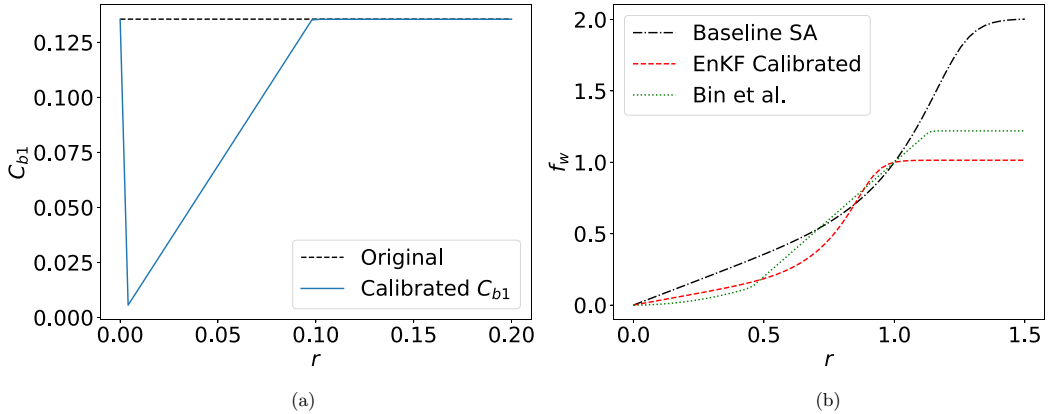 0.125
0.100
0.075
0.050
0.025
0.000
C_{b1}
0.00
0.05
0.10
0.15
0.20
r
Original
Calibrated C_{b1}
(a)
2.0
1.5
1.0
0.5
0.0
f_w
0.0
0.5
1.0
1.5
r
Baseline SA
EnKF Calibrated
Bin et al.
(b)